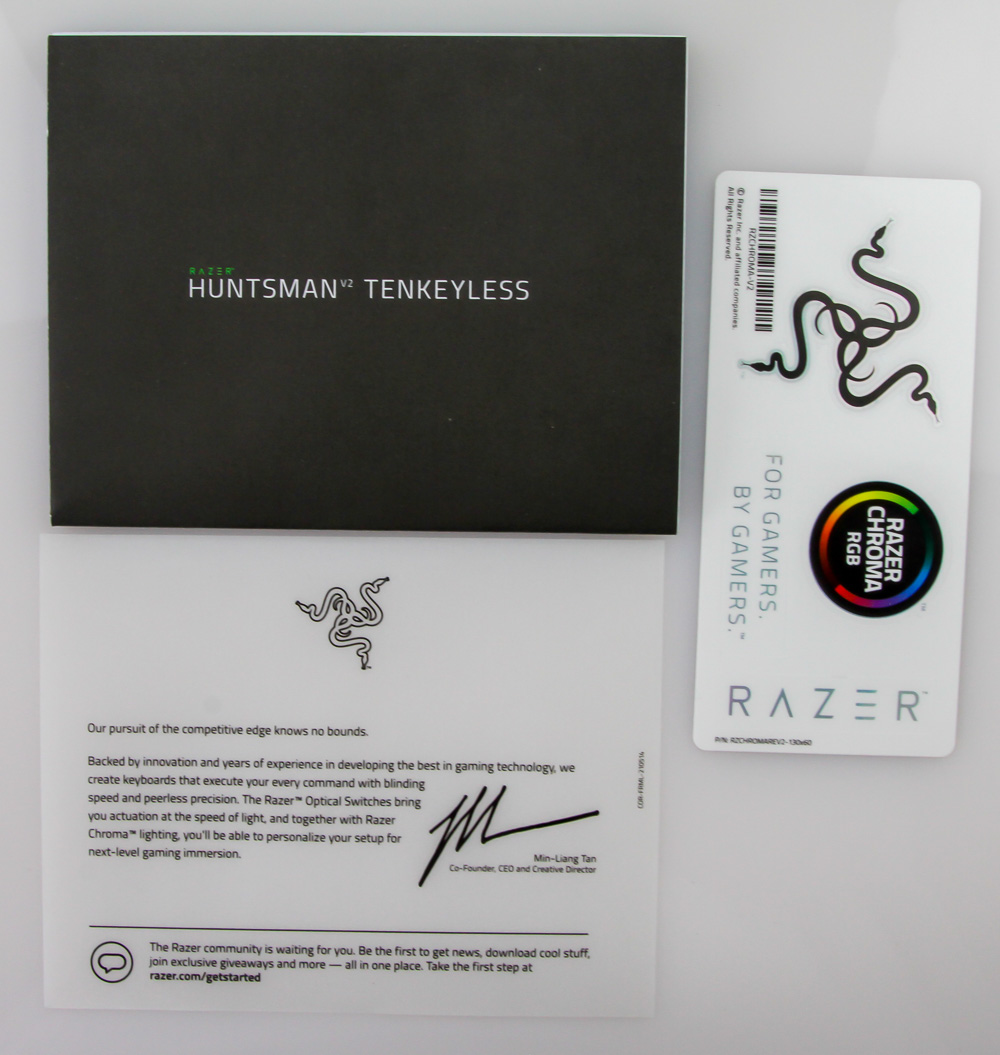 RAZER
HUNTSMAN V2 TENKEYLESS
Our pursuit of the competitive edge knows no bounds.
Backed by innovation and years of experience in developing the best in gaming technology, we
create keyboards that execute your every command with blinding
speed and peerless precision. The Razer™ Optical Switches bring
you actuation at the speed of light, and together with Razer
Chroma™ lighting, you'll be able to personalize your setup for
next-level gaming immersion.
Min-Liang Tan
Co-Founder, CEO and Creative Director
The Razer community is waiting for you. Be the first to get news, download cool stuff,
join exclusive giveaways and more — all in one place. Take the first step at
razer.com/getstarted
© Razer Inc. and affiliated companies.
All Rights Reserved.
RZCHROMA-V2
FOR GAMERS.
BY GAMERS.™
RAZER
CHROMA
RGB
™
RAZER™
P/N: RZCHROMAREV2-130x60